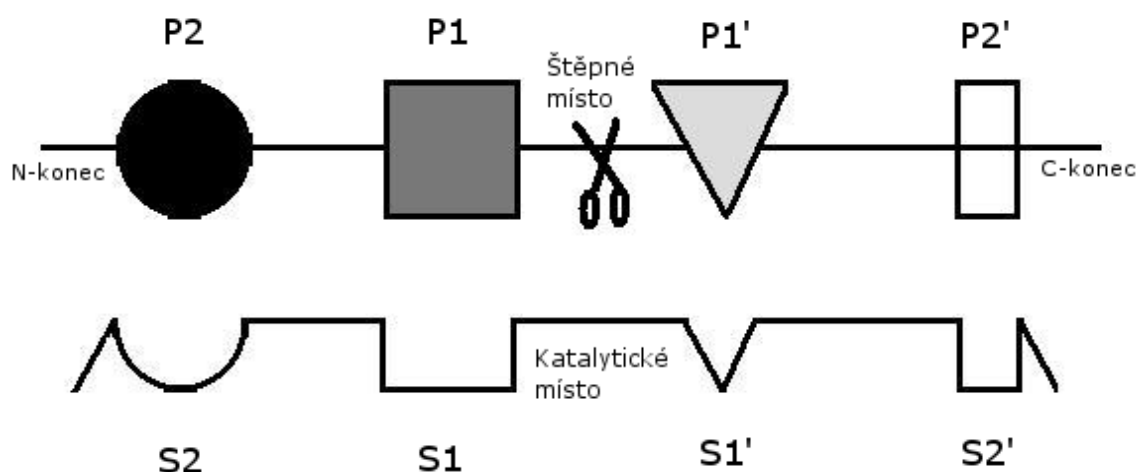 P2
P1
P1'
P2'
Štěpné
místo
N-konec
C-konec
Katalytické
místo
S2
S1
S1'
S2'